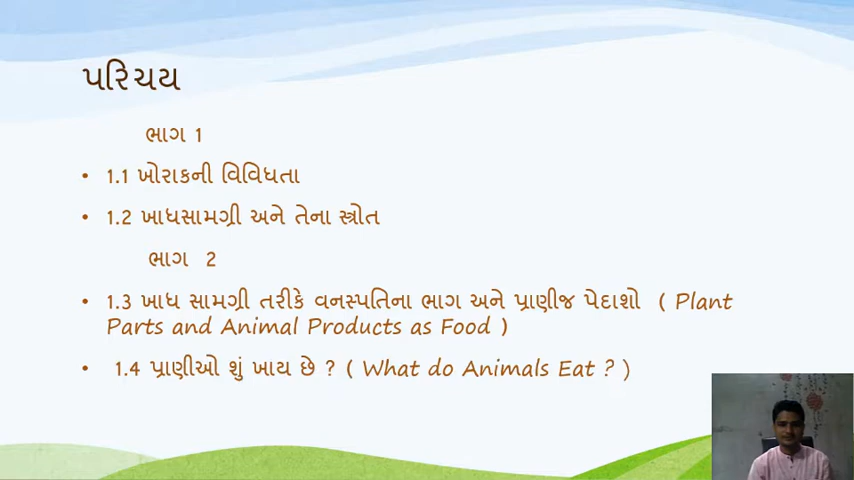 પરિચય
ભાગ 1
• 1.1 ખોરાકની વિવિધતા
• 1.2 ખાધસામગ્રી અને તેના સ્ત્રોત
ભાગ 2
• 1.3 ખાધ સામગ્રી તરીકે વનસ્પતિના ભાગ અને પ્રાણીજ પેદાશો ( Plant
Parts and Animal Products as Food )
• 1.4 પ્રાણીઓ શું ખાય છે ? ( What do Animals Eat ? )